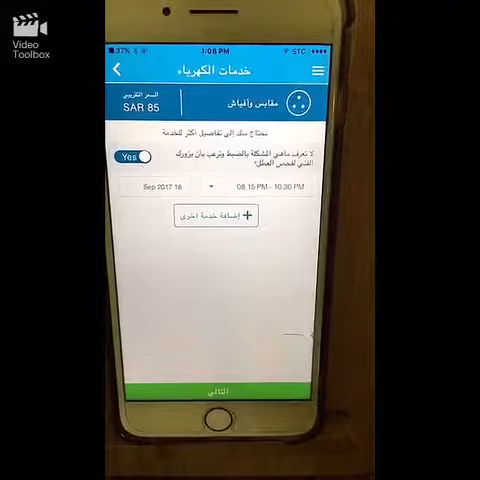 Video
Toolbox
37% 1:08 PM STC
خدمات الكهرباء
مقابس وأفياش
السعر التقريبي
SAR 85
نحتاج منك إلى تفاصيل اكثر للخدمة
لا تعرف ماهي المشكلة بالضبط وترغب بأن يزورك
الفني لفحص العطل؟
Yes
08:15 PM - 10:30 PM
Sep 2017 18
+ إضافة خدمة اخرى
التالي